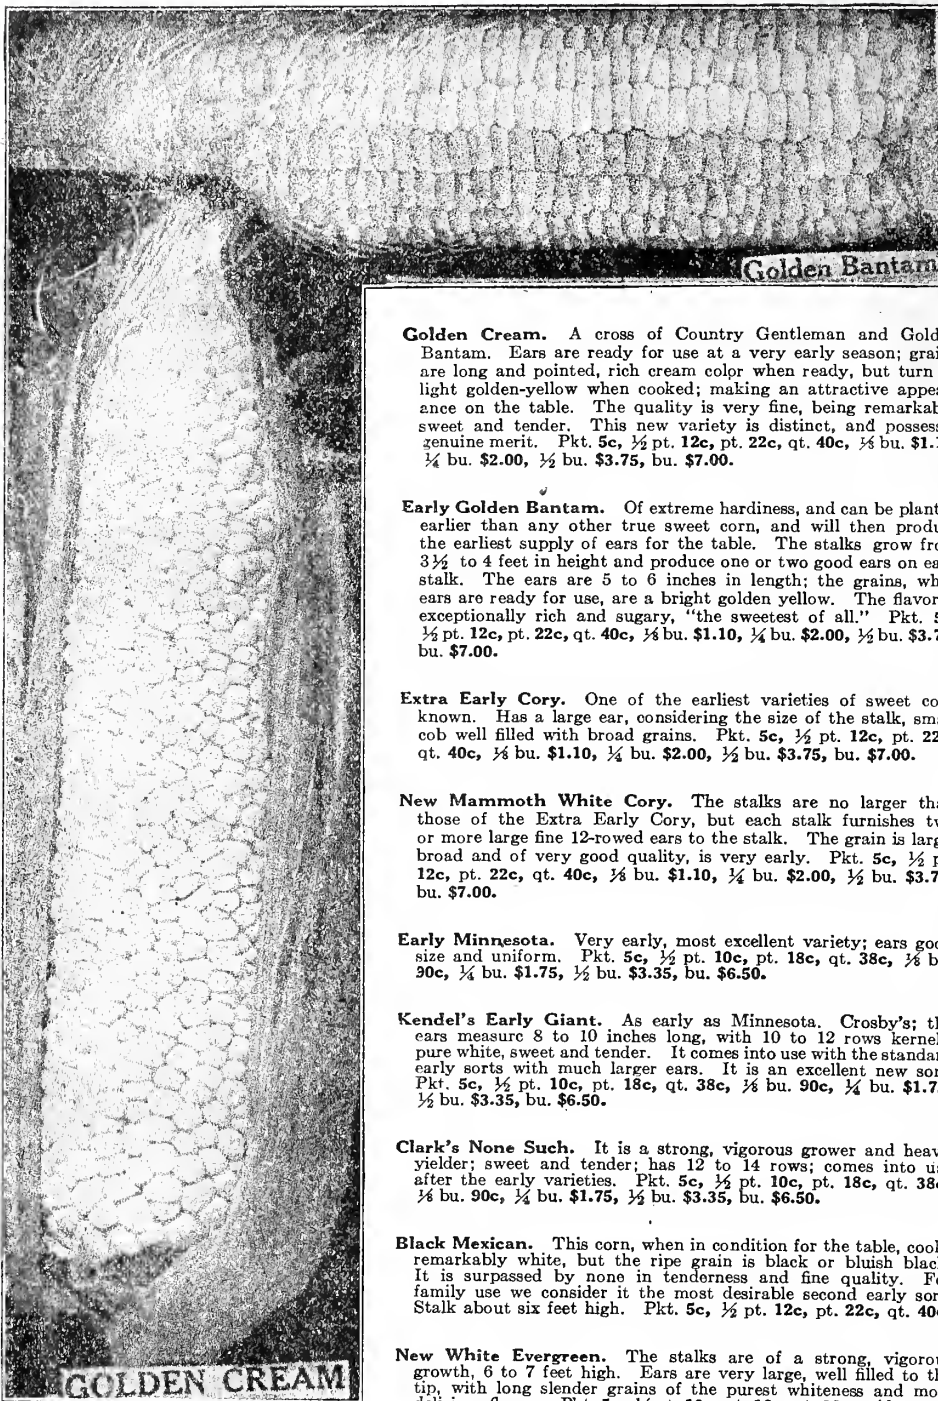 Golden Bantam
Golden Cream. A cross of Country Gentleman and Gold
Bantam. Ears are ready for use at a very early season; grai
are long and pointed, rich cream color when ready, but turn
light golden-yellow when cooked; making an attractive appea
ance on the table. The quality is very fine, being remarkab
sweet and tender. This new variety is distinct, and possess
genuine merit. Pkt. 5c, ½ pt. 12c, pt. 22c, qt. 40c, ⅛ bu. $1.
¼ bu. $2.00, ½ bu. $3.75, bu. $7.00.
Early Golden Bantam. Of extreme hardiness, and can be plant
earlier than any other true sweet corn, and will then produ
the earliest supply of ears for the table. The stalks grow fro
3½ to 4 feet in height and produce one or two good ears on ea
stalk. The ears are 5 to 6 inches in length; the grains, wh
ears are ready for use, are a bright golden yellow. The flavor
exceptionally rich and sugary, "the sweetest of all." Pkt. 5
½ pt. 12c, pt. 22c, qt. 40c, ⅛ bu. $1.10, ¼ bu. $2.00, ½ bu. $3.7
bu. $7.00.
Extra Early Cory. One of the earliest varieties of sweet co
known. Has a large ear, considering the size of the stalk, sma
cob well filled with broad grains. Pkt. 5c, ½ pt. 12c, pt. 22
qt. 40c, ⅛ bu. $1.10, ¼ bu. $2.00, ½ bu. $3.75, bu. $7.00.
New Mammoth White Cory. The stalks are no larger tha
those of the Extra Early Cory, but each stalk furnishes tw
or more large fine 12-rowed ears to the stalk. The grain is larg
broad and of very good quality, is very early. Pkt. 5c, ½ p
12c, pt. 22c, qt. 40c, ⅛ bu. $1.10, ¼ bu. $2.00, ½ bu. $3.7
bu. $7.00.
Early Minnesota. Very early, most excellent variety; ears goo
size and uniform. Pkt. 5c, ½ pt. 10c, pt. 18c, qt. 38c, ⅛ b
90c, ¼ bu. $1.75, ½ bu. $3.35, bu. $6.50.
Kendel's Early Giant. As early as Minnesota. Crosby's; th
ears measure 8 to 10 inches long, with 10 to 12 rows kernel
pure white, sweet and tender. It comes into use with the standar
early sorts with much larger ears. It is an excellent new sor
Pkt. 5c, ½ pt. 10c, pt. 18c, qt. 38c, ⅛ bu. 90c, ¼ bu. $1.7
½ bu. $3.35, bu. $6.50.
Clark's None Such. It is a strong, vigorous grower and heav
yielder; sweet and tender; has 12 to 14 rows; comes into us
after the early varieties. Pkt. 5c, ½ pt. 10c, pt. 18c, qt. 38c
⅛ bu. 90c, ¼ bu. $1.75, ½ bu. $3.35, bu. $6.50.
Black Mexican. This corn, when in condition for the table, cook
remarkably white, but the ripe grain is black or bluish blac
It is surpassed by none in tenderness and fine quality. Fo
family use we consider it the most desirable second early sor
Stalk about six feet high. Pkt. 5c, ½ pt. 12c, pt. 22c, qt. 40c
New White Evergreen. The stalks are of a strong, vigorou
growth, 6 to 7 feet high. Ears are very large, well filled to th
tip, with long slender grains of the purest whiteness and mo
GOLDEN CREAM